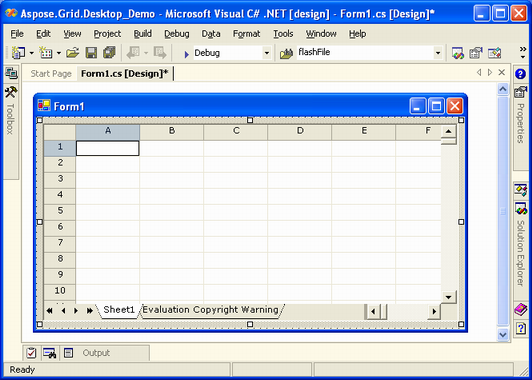 Aspose.Grid.Desktop_Demo - Microsoft Visual C# .NET [design] - Form1.cs [Design]*
File Edit View Project Build Debug Data Format Tools Window Help
Debug flashFile
Start Page Form1.cs [Design]*
Toolbox
Form1
A B C D E F
1
2
3
4
5
6
7
8
9
10
Sheet1 Evaluation Copyright Warning
Properties
Solution Explorer
Output
Ready